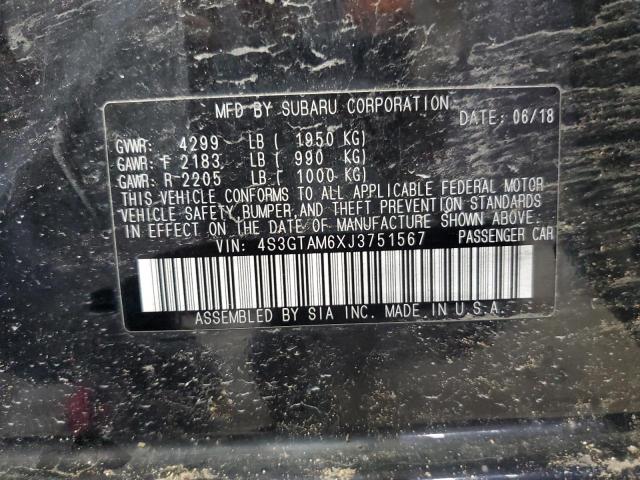 MFD BY SUBARU CORPORATION
DATE: 06/18
GVWR: 4299 LB ( 1950 KG)
GAWR: F 2183 LB ( 990 KG)
GAWR: R 2205 LB ( 1000 KG)
THIS VEHICLE CONFORMS TO ALL APPLICABLE FEDERAL MOTOR
VEHICLE SAFETY, BUMPER, AND THEFT PREVENTION STANDARDS
IN EFFECT ON THE DATE OF MANUFACTURE SHOWN ABOVE.
VIN: 4S3GTAM6XJ3751567 PASSENGER CAR
ASSEMBLED BY SIA INC. MADE IN U.S.A.